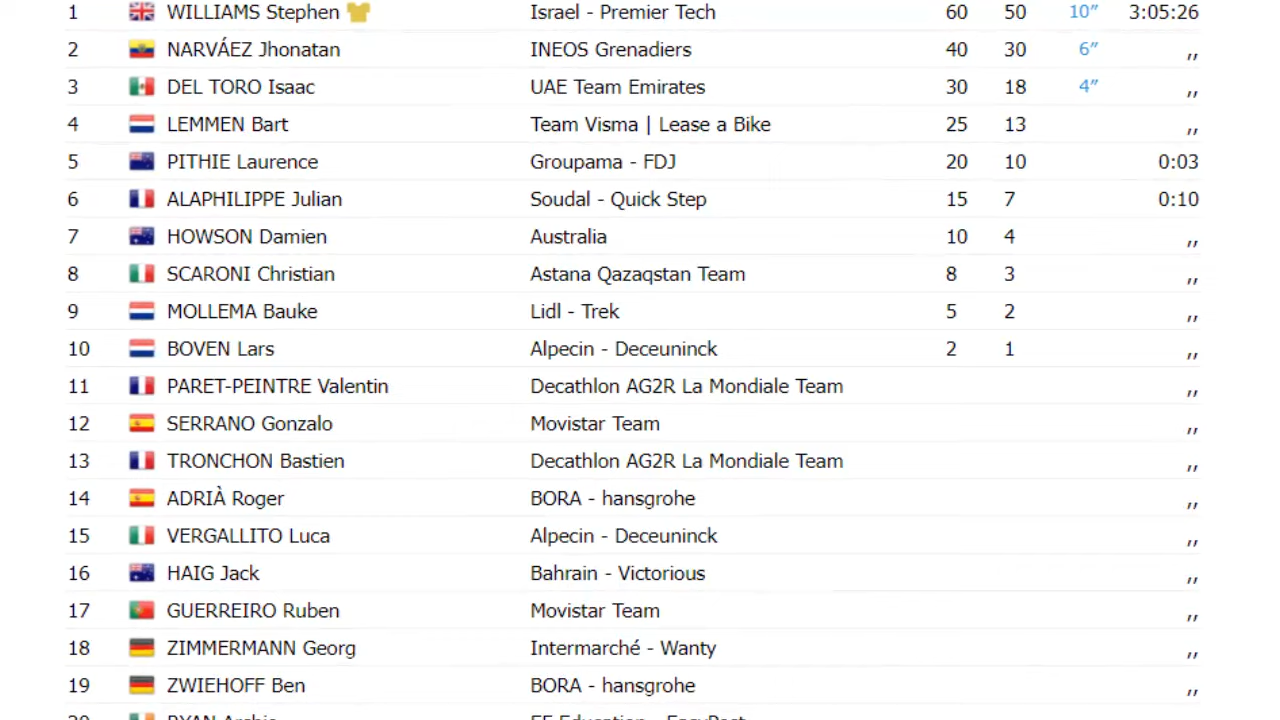 1 WILLIAMS Stephen Israel - Premier Tech 60 50 10″ 3:05:26
2 NARVÁEZ Jhonatan INEOS Grenadiers 40 30 6″ ,,
3 DEL TORO Isaac UAE Team Emirates 30 18 4″ ,,
4 LEMMEN Bart Team Visma | Lease a Bike 25 13 ,,
5 PITHIE Laurence Groupama - FDJ 20 10 0:03
6 ALAPHILIPPE Julian Soudal - Quick Step 15 7 0:10
7 HOWSON Damien Australia 10 4 ,,
8 SCARONI Christian Astana Qazaqstan Team 8 3 ,,
9 MOLLEMA Bauke Lidl - Trek 5 2 ,,
10 BOVEN Lars Alpecin - Deceuninck 2 1 ,,
11 PARET-PEINTRE Valentin Decathlon AG2R La Mondiale Team ,,
12 SERRANO Gonzalo Movistar Team ,,
13 TRONCHON Bastien Decathlon AG2R La Mondiale Team ,,
14 ADRIÀ Roger BORA - hansgrohe ,,
15 VERGALLITO Luca Alpecin - Deceuninck ,,
16 HAIG Jack Bahrain - Victorious ,,
17 GUERREIRO Ruben Movistar Team ,,
18 ZIMMERMANN Georg Intermarché - Wanty ,,
19 ZWIEHOFF Ben BORA - hansgrohe ,,
20 RYAN Archie EF Education - EasyPost